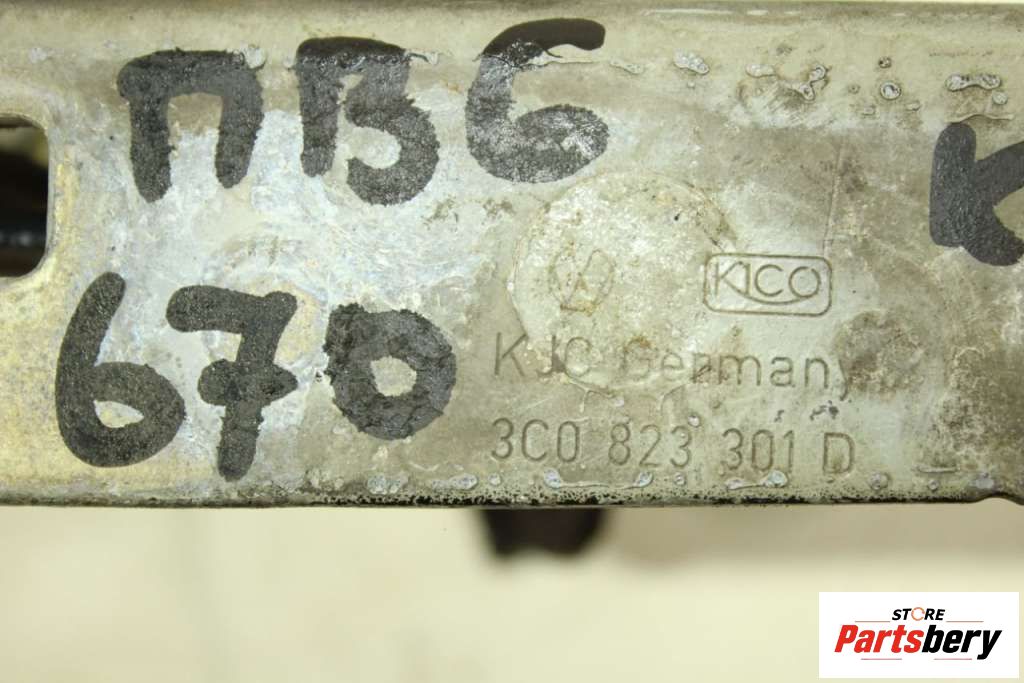 ПВ6
К
670
KICO
KJC Germany
3C0 823 301 D
STORE
Partsbery